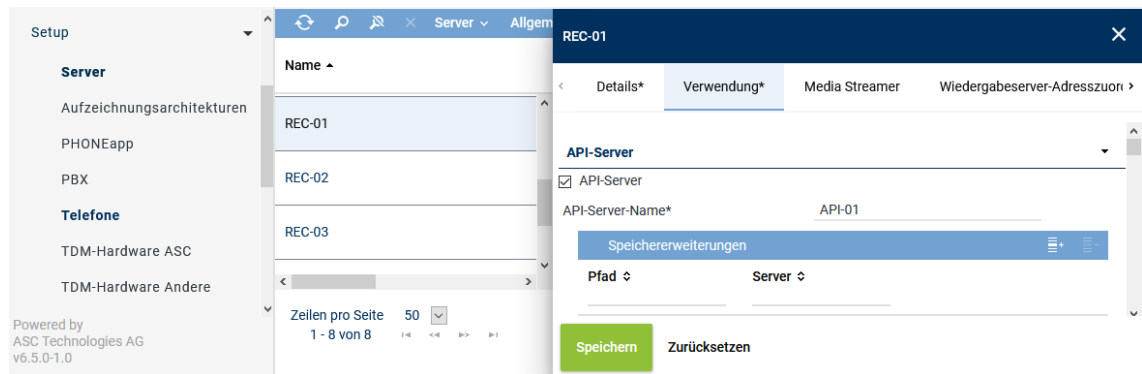 Setup
Server
Aufzeichnungsarchitekturen
PHONEapp
PBX
Telefone
TDM-Hardware ASC
TDM-Hardware Andere
Powered by
ASC Technologies AG
v6.5.0-1.0
Server Allgem
Name
REC-01
REC-02
REC-03
Zeilen pro Seite 50
1 - 8 von 8
REC-01
Details* Verwendung* Media Streamer Wiedergabeserver-Adresszuor
API-Server
API-Server
API-Server-Name* API-01
Speichererweiterungen
Pfad Server
Speichern Zurücksetzen